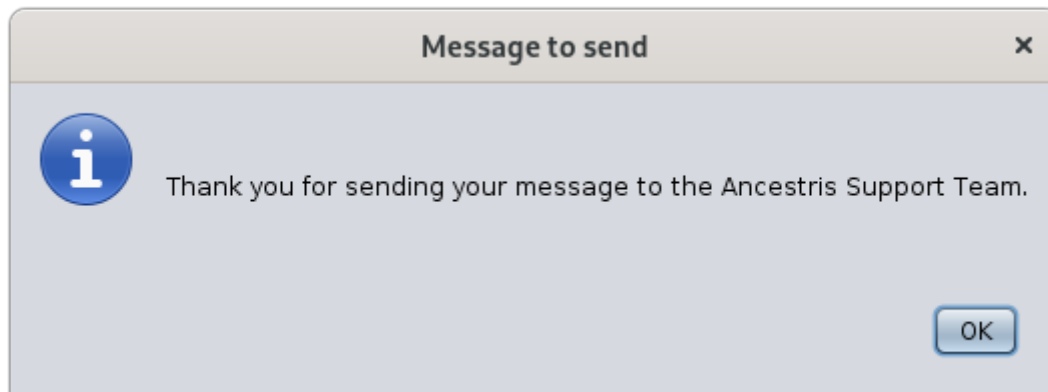 Message to send
Thank you for sending your message to the Ancestris Support Team.
OK